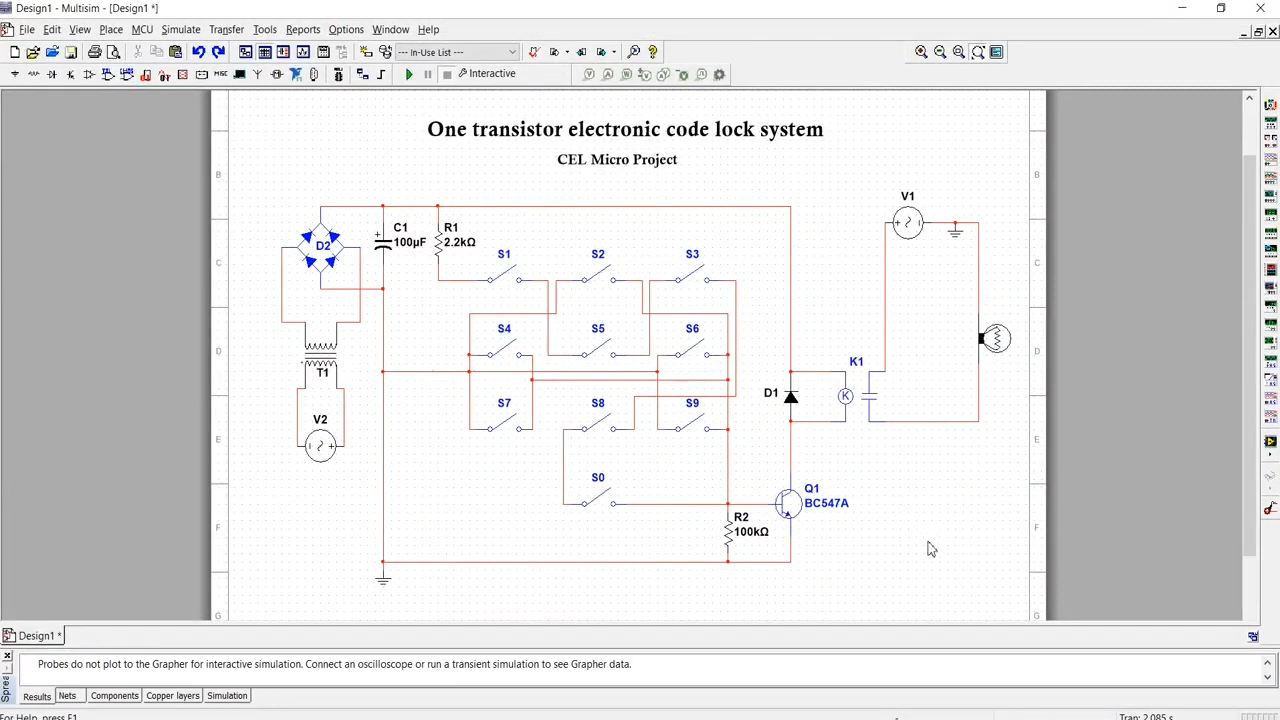 Design1 - Multisim - [Design1 *]
File Edit View Place MCU Simulate Transfer Tools Reports Options Window Help
--- In-Use List ---
Interactive
One transistor electronic code lock system
CEL Micro Project
B B
V1
C1
100µF
R1
2.2kΩ
D2
S1 S2 S3
C C
S4 S5 S6
D D
T1
K1
K
D1
S7 S8 S9
V2
E E
S0
Q1
BC547A
R2
100kΩ
F F
G G
Design1 *
Probes do not plot to the Grapher for interactive simulation. Connect an oscilloscope or run a transient simulation to see Grapher data.
Sprea
Results Nets Components Copper layers Simulation
For Help, press F1
Tran: 2.085 s